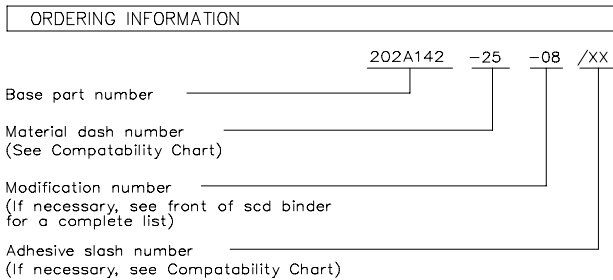 ORDERING INFORMATION
202A142 -25 -08 /XX
Base part number
Material dash number
(See Compatability Chart)
Modification number
(If necessary, see front of scd binder
for a complete list)
Adhesive slash number
(If necessary, see Compatability Chart)